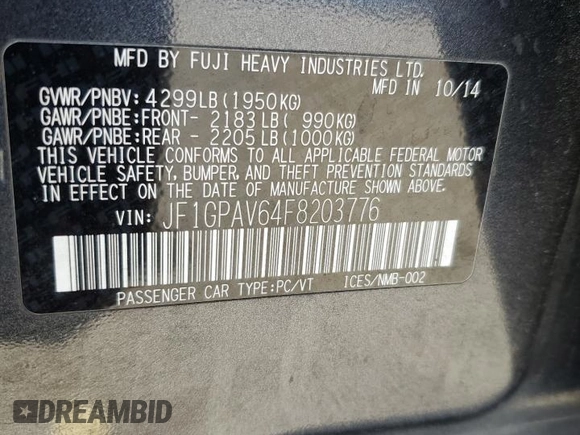 MFD BY FUJI HEAVY INDUSTRIES LTD.
MFD IN 10/14
GVWR/PNBV: 4299LB (1950KG)
GAWR/PNBE: FRONT- 2183LB ( 990KG)
GAWR/PNBE: REAR - 2205LB (1000KG)
THIS VEHICLE CONFORMS TO ALL APPLICABLE FEDERAL MOTOR
VEHICLE SAFETY, BUMPER, AND THEFT PREVENTION STANDARDS
IN EFFECT ON THE DATE OF MANUFACTURE SHOWN ABOVE.
VIN: JF1GPAV64F8203776
PASSENGER CAR TYPE:PC/VT ICES/NMB-002
DREAMBID